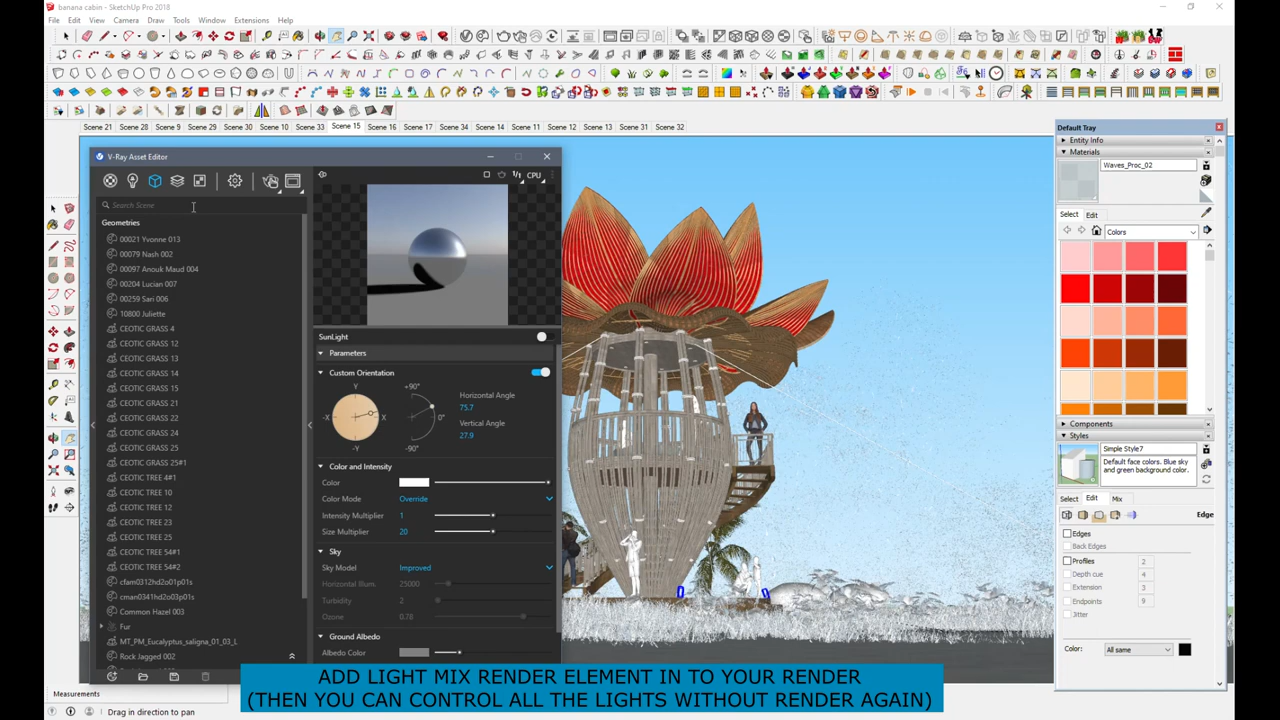 banana cabin - SketchUp Pro 2018
File Edit View Camera Draw Tools Window Extensions Help
Scene 21 Scene 28 Scene 9 Scene 29 Scene 30 Scene 10 Scene 33 Scene 15 Scene 16 Scene 17 Scene 34 Scene 14 Scene 12 Scene 13 Scene 31 Scene 32
V-Ray Asset Editor
CPU
Search Scene
Geometries
00021 Yvonne 013
00079 Nash 002
00097 Anouk Maud 004
00204 Lucian 007
00259 Sari 006
10800 Juliette
CEOTIC GRASS 4
CEOTIC GRASS 12
CEOTIC GRASS 13
CEOTIC GRASS 14
CEOTIC GRASS 15
CEOTIC GRASS 21
CEOTIC GRASS 22
CEOTIC GRASS 24
CEOTIC GRASS 25
CEOTIC GRASS 25#1
CEOTIC TREE 4#1
CEOTIC TREE 10
CEOTIC TREE 12
CEOTIC TREE 23
CEOTIC TREE 25
CEOTIC TREE 54#1
CEOTIC TREE 54#2
cfam0312hd2o01p01s
cman0341hd2o03p01s
Common Hazel 003
Fur
MT_PM_Eucalyptus_saligna_01_03_L
Rock Jagged 002
SunLight
Parameters
Custom Orientation
Y
-X X
-Y
+90°
0°
-90°
Horizontal Angle
75.7
Vertical Angle
27.9
Color and Intensity
Color
Color Mode Override
Intensity Multiplier 1
Size Multiplier 20
Sky
Sky Model Improved
Horizontal Illum. 25000
Turbidity 2
Ozone 0.78
Ground Albedo
Albedo Color
Default Tray
Entity Info
Materials
Waves_Proc_02
Select Edit
Colors
Components
Styles
Simple Style7
Default face colors. Blue sky
and green background color.
Select Edit Mix
Edge
Edges
Back Edges
Profiles 2
Depth cue 4
Extension 3
Endpoints 9
Jitter
Color: All same
ADD LIGHT MIX RENDER ELEMENT IN TO YOUR RENDER
(THEN YOU CAN CONTROL ALL THE LIGHTS WITHOUT RENDER AGAIN)
Measurements
Drag in direction to pan